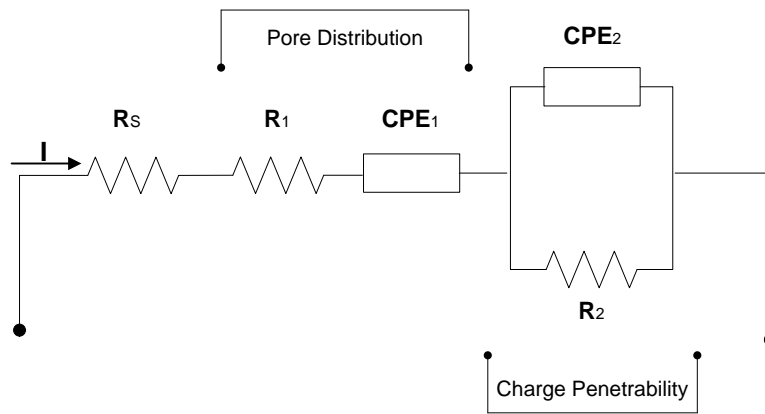 Pore Distribution
CPE2
RS
R1
CPE1
I
R2
Charge Penetrability